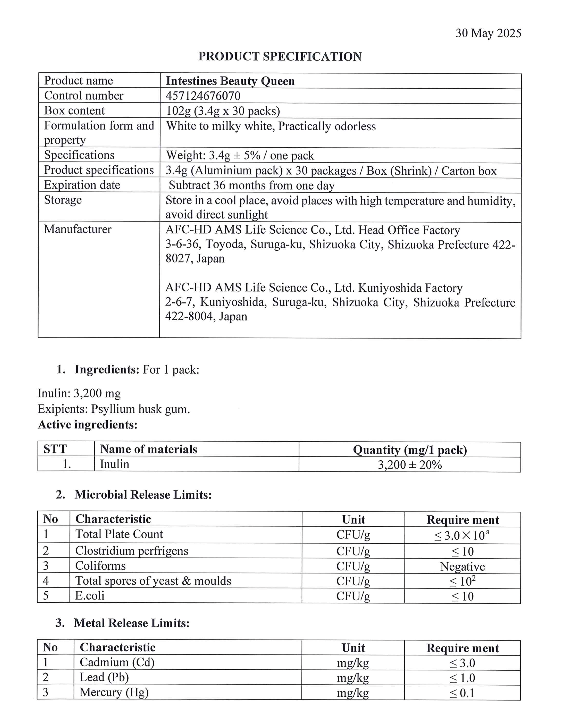 30 May 2025
PRODUCT SPECIFICATION
Product name Intestines Beauty Queen
Control number 457124676070
Box content 102g (3.4g x 30 packs)
Formulation form and property White to milky white, Practically odorless
Specifications Weight: 3.4g ± 5% / one pack
Product specifications 3.4g (Aluminium pack) x 30 packages / Box (Shrink) / Carton box
Expiration date Subtract 36 months from one day
Storage Store in a cool place, avoid places with high temperature and humidity,
avoid direct sunlight
Manufacturer AFC-HD AMS Life Science Co., Ltd. Head Office Factory
3-6-36, Toyoda, Suruga-ku, Shizuoka City, Shizuoka Prefecture 422-
8027, Japan
AFC-HD AMS Life Science Co., Ltd. Kuniyoshida Factory
2-6-7, Kuniyoshida, Suruga-ku, Shizuoka City, Shizuoka Prefecture
422-8004, Japan
1. Ingredients: For 1 pack:
Inulin: 3,200 mg
Exipients: Psyllium husk gum.
Active ingredients:
STT Name of materials Quantity (mg/1 pack)
1. Inulin 3,200 ± 20%
2. Microbial Release Limits:
No Characteristic Unit Require ment
1 Total Plate Count CFU/g ≤ 3.0 ×
2 Clostridium perfrigens CFU/g ≤ 10
3 Coliforms CFU/g Negative
4 Total spores of yeast & moulds CFU/g ≤ 10²
5 E.coli CFU/g ≤ 10
3. Metal Release Limits:
No Characteristic Unit Require ment
1 Cadmium (Cd) mg/kg ≤ 3.0
2 Lead (Pb) mg/kg ≤ 1.0
3 Mercury (Hg) mg/kg ≤ 0.1